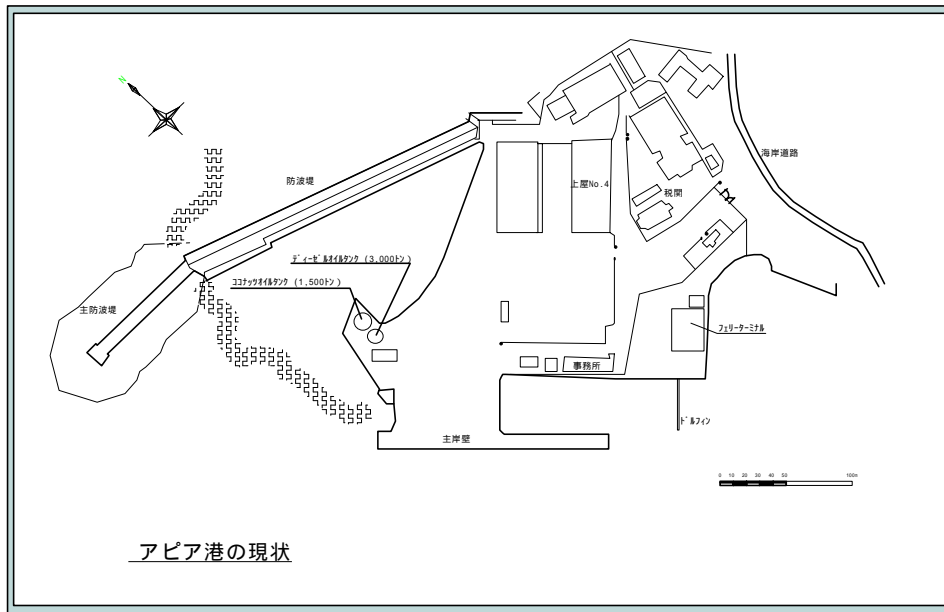 N
海岸道路
防波堤
上屋No.4
税関
ディーゼルオイルタンク (3,000トン)
ココナッツオイルタンク (1,500トン)
主防波堤
フェリーターミナル
事務所
ドルフィン
主岸壁
0 10 20 30 40 50 100m
アピア港の現状